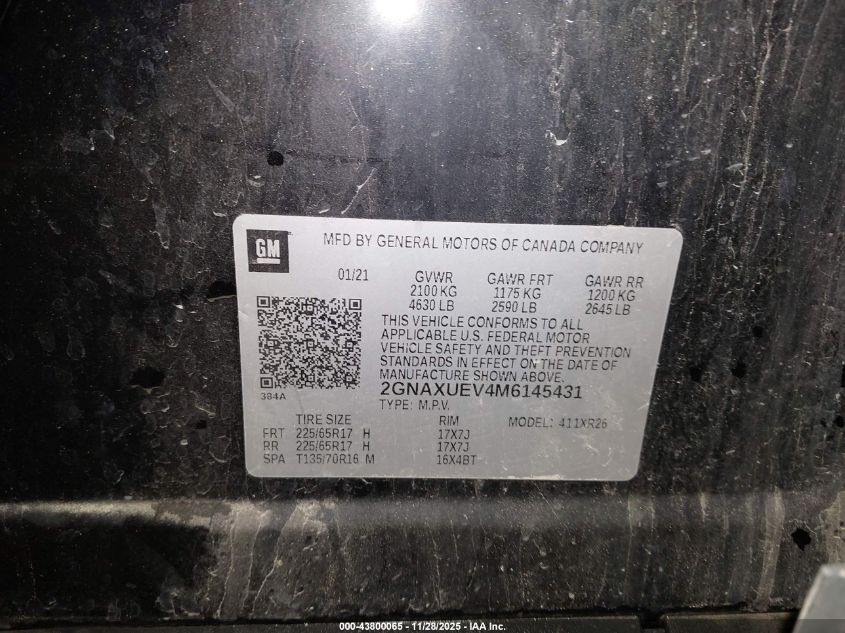 GM
MFD BY GENERAL MOTORS OF CANADA COMPANY
01/21 GVWR GAWR FRT GAWR RR
2100 KG 1175 KG 1200 KG
4630 LB 2590 LB 2645 LB
THIS VEHICLE CONFORMS TO ALL
APPLICABLE U.S. FEDERAL MOTOR
VEHICLE SAFETY AND THEFT PREVENTION
STANDARDS IN EFFECT ON THE DATE OF
MANUFACTURE SHOWN ABOVE.
384A
2GNAXUEV4M6145431
TYPE: M.P.V.
TIRE SIZE RIM MODEL: 411XR26
FRT 225/65R17 H 17X7J
RR 225/65R17 H 17X7J
SPA T135/70R16 M 16X4BT
000-43800065 - 11/28/2025 - IAA Inc.